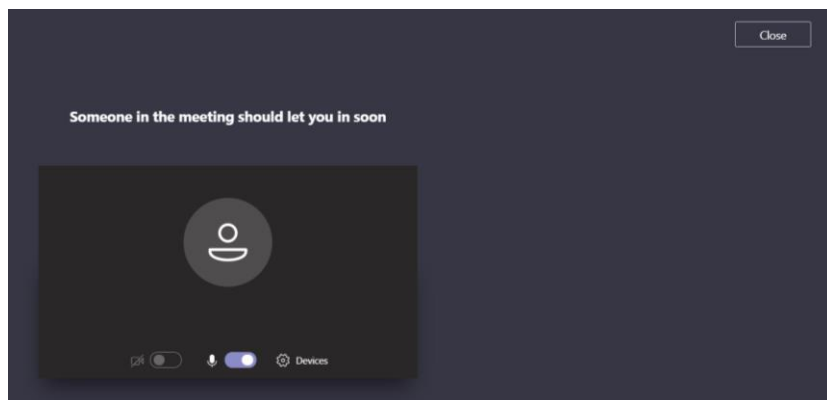 Close
Someone in the meeting should let you in soon
Devices